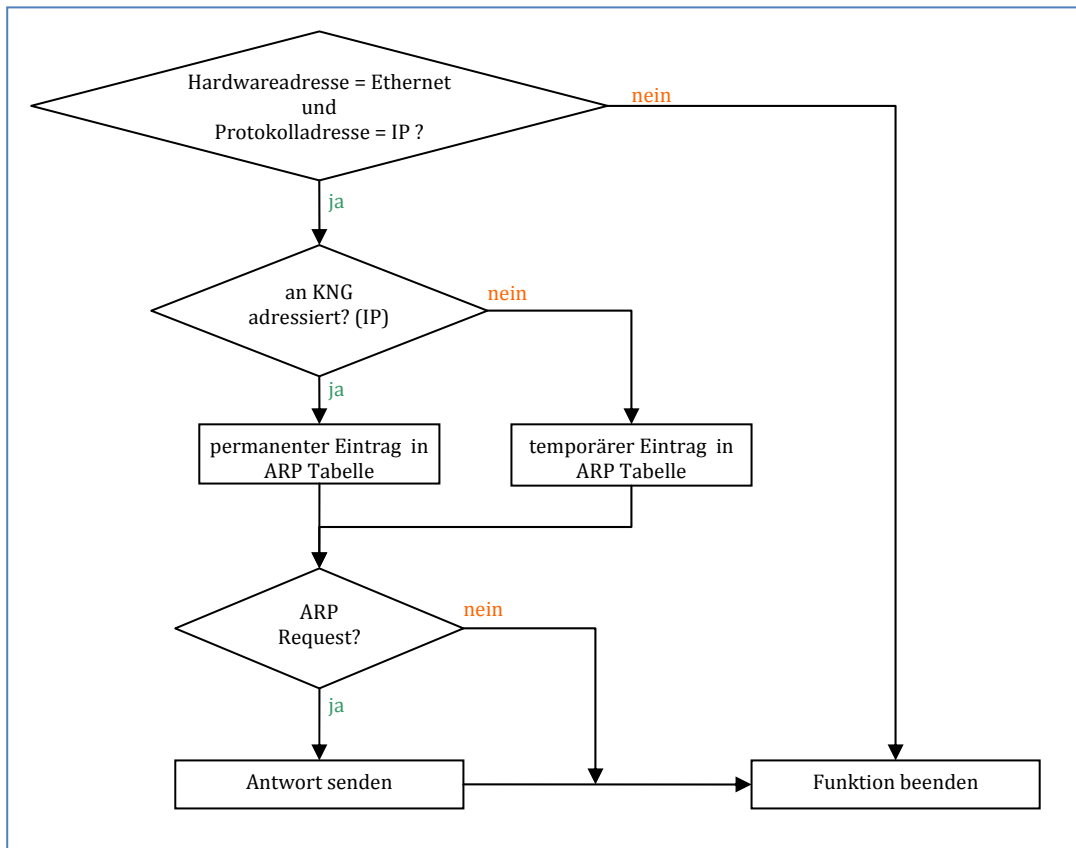 Hardwareadresse = Ethernet
und
Protokolladresse = IP ?
nein
ja
an KNG
adressiert? (IP)
nein
ja
permanenter Eintrag in
ARP Tabelle
temporärer Eintrag in
ARP Tabelle
ARP
Request?
nein
ja
Antwort senden
Funktion beenden